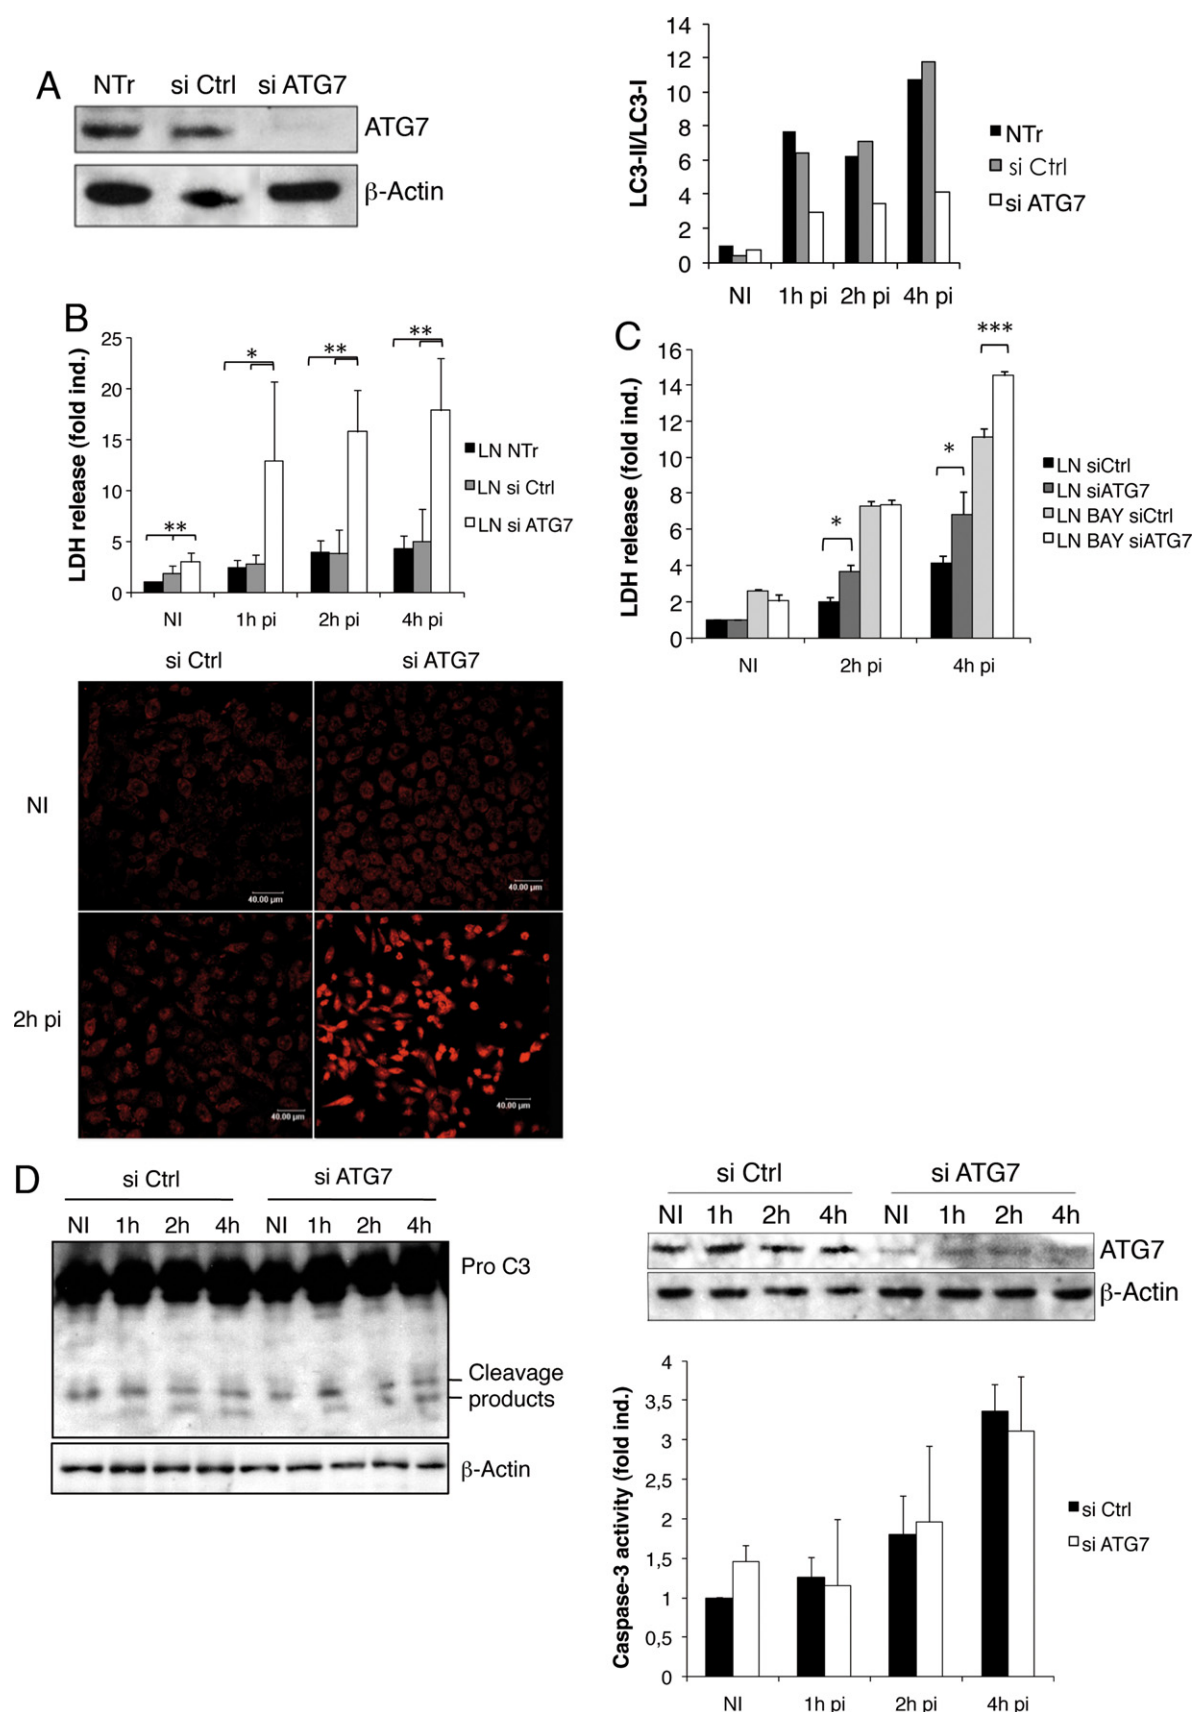 A
NTr si Ctrl si ATG7
ATG7
β-Actin
LC3-II/LC3-I
14
12
10
8
6
4
2
0
NI 1h pi 2h pi 4h pi
NTr
si Ctrl
si ATG7
B
LDH release (fold ind.)
25
20
15
10
5
0
** * ** **
NI 1h pi 2h pi 4h pi
LN NTr
LN si Ctrl
LN si ATG7
C
LDH release (fold ind.)
16
14
12
10
8
6
4
2
0
* * ***
NI 2h pi 4h pi
LN siCtrl
LN siATG7
LN BAY siCtrl
LN BAY siATG7
si Ctrl si ATG7
NI
40.00 µm 40.00 µm
2h pi
40.00 µm 40.00 µm
D
si Ctrl si ATG7
NI 1h 2h 4h NI 1h 2h 4h
Pro C3
Cleavage
products
β-Actin
si Ctrl si ATG7
NI 1h 2h 4h NI 1h 2h 4h
ATG7
β-Actin
Caspase-3 activity (fold ind.)
4
3,5
3
2,5
2
1,5
1
0,5
0
NI 1h pi 2h pi 4h pi
si Ctrl
si ATG7